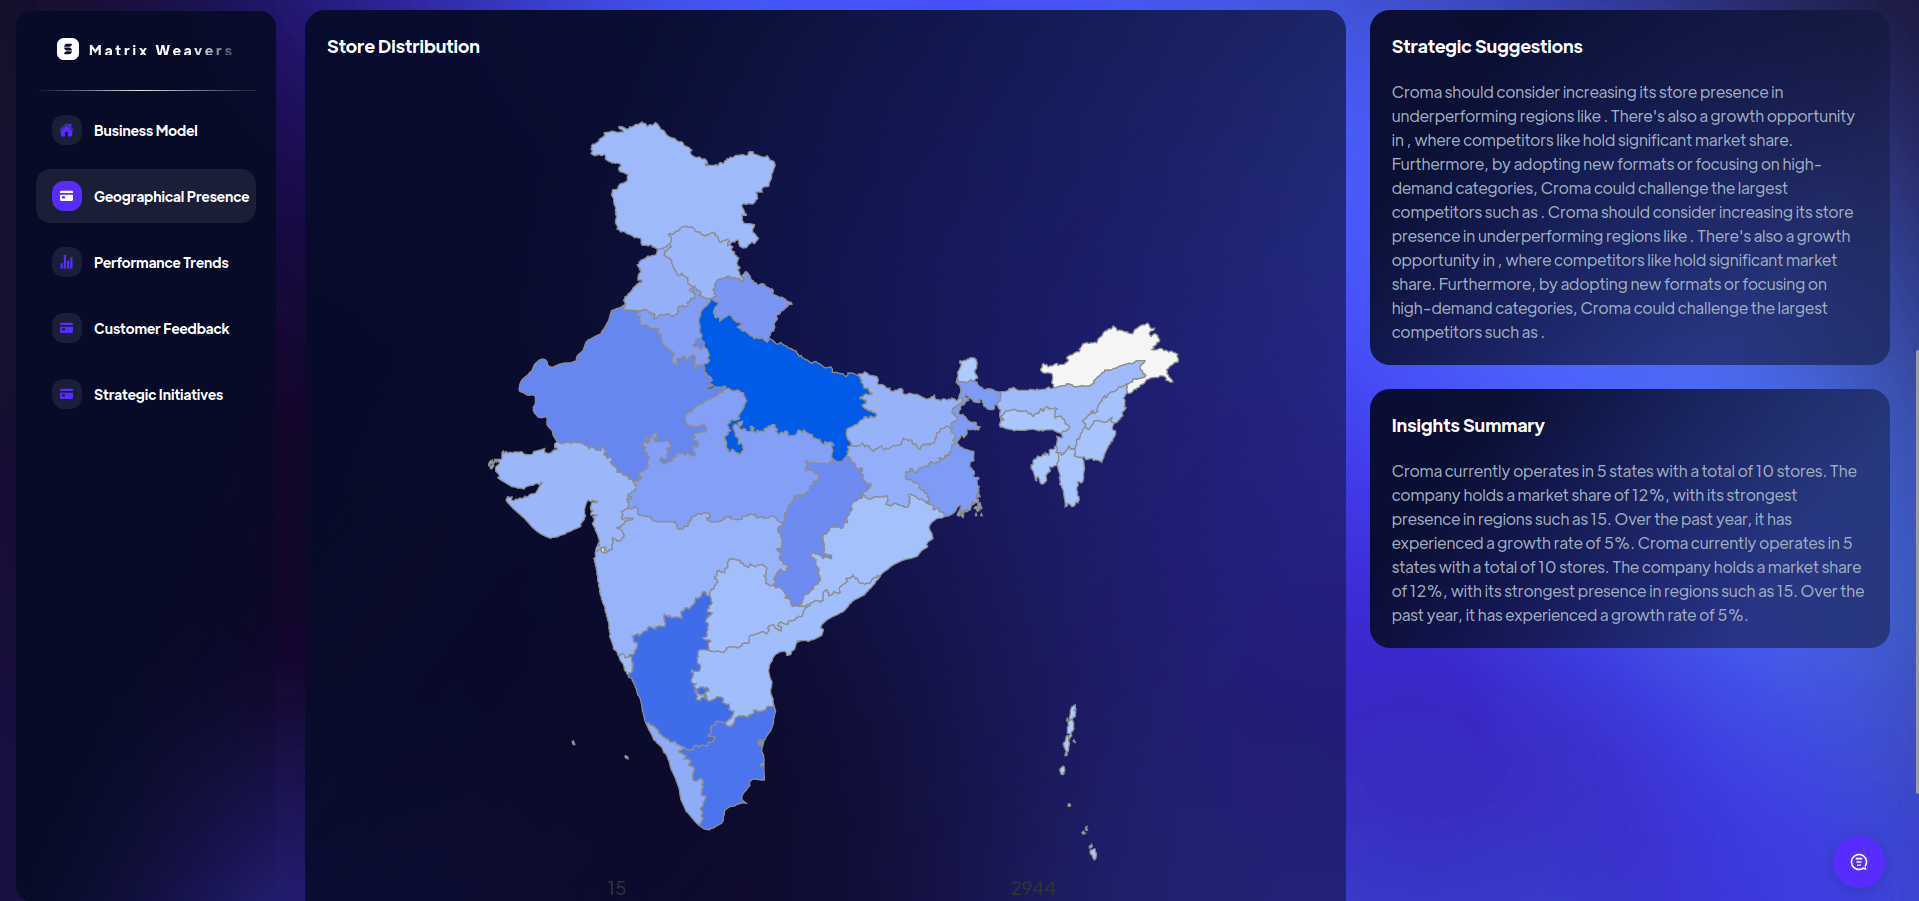 Matrix Weavers
Business Model
Geographical Presence
Performance Trends
Customer Feedback
Strategic Initiatives
Store Distribution
15
2944
Strategic Suggestions
Croma should consider increasing its store presence in
underperforming regions like . There's also a growth opportunity
in , where competitors like hold significant market share.
Furthermore, by adopting new formats or focusing on high-
demand categories, Croma could challenge the largest
competitors such as . Croma should consider increasing its store
presence in underperforming regions like . There's also a growth
opportunity in , where competitors like hold significant market
share. Furthermore, by adopting new formats or focusing on
high-demand categories, Croma could challenge the largest
competitors such as .
Insights Summary
Croma currently operates in 5 states with a total of 10 stores. The
company holds a market share of 12%, with its strongest
presence in regions such as 15. Over the past year, it has
experienced a growth rate of 5%. Croma currently operates in 5
states with a total of 10 stores. The company holds a market share
of 12%, with its strongest presence in regions such as 15. Over the
past year, it has experienced a growth rate of 5%.